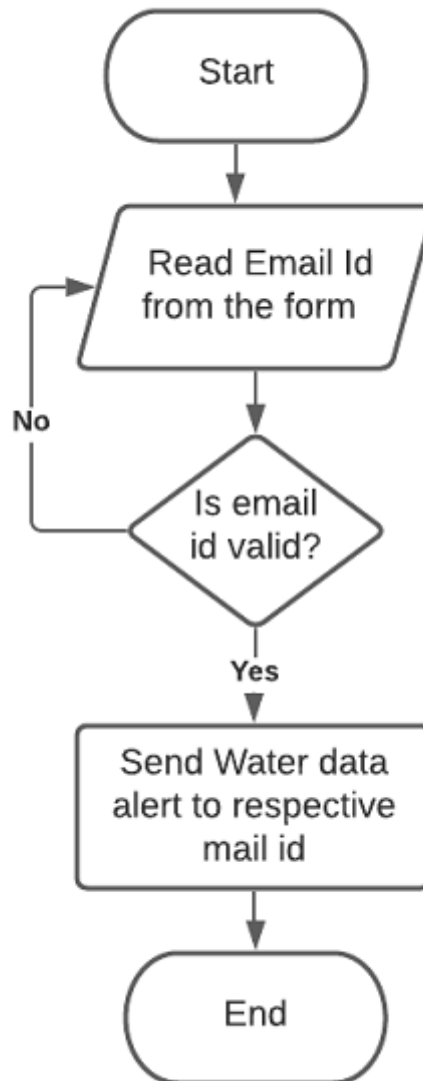 Start
Read Email Id
from the form
No
Is email
id valid?
Yes
Send Water data
alert to respective
mail id
End